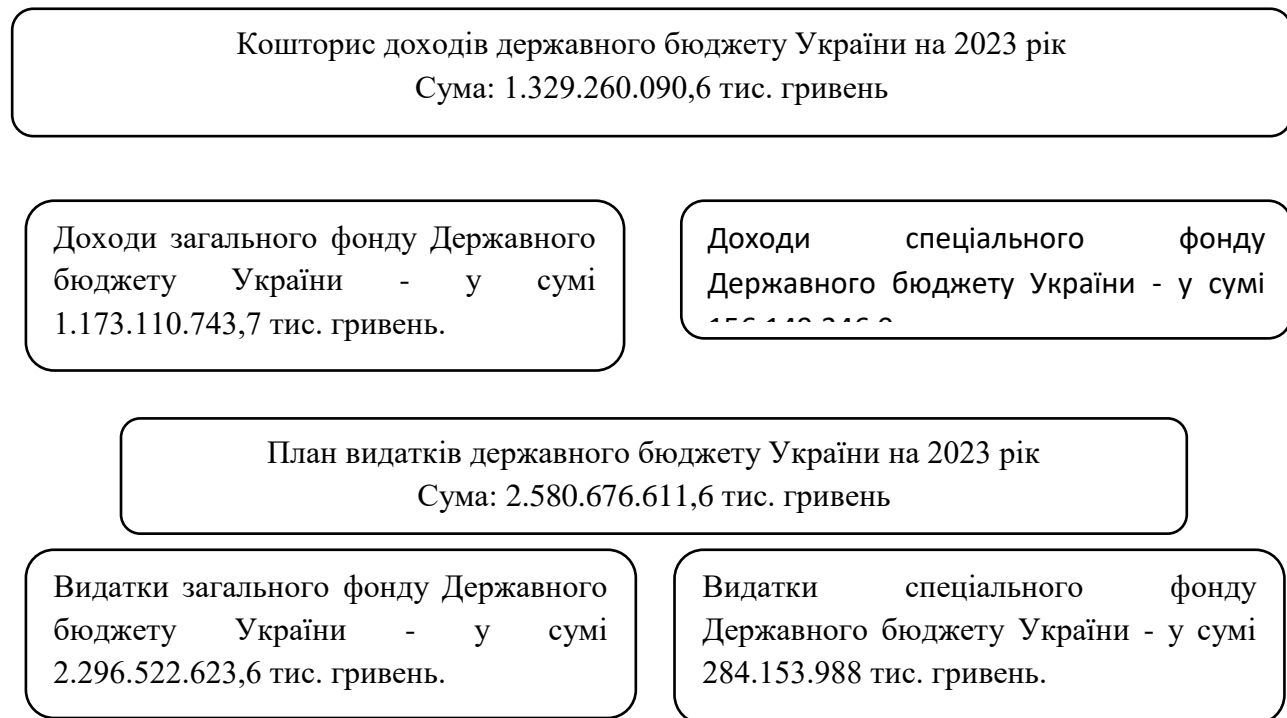 Кошторис доходів державного бюджету України на 2023 рік
Сума: 1.329.260.090,6 тис. гривень
Доходи загального фонду Державного
бюджету України - у сумі
1.173.110.743,7 тис. гривень.
Доходи спеціального фонду
Державного бюджету України - у сумі
План видатків державного бюджету України на 2023 рік
Сума: 2.580.676.611,6 тис. гривень
Видатки загального фонду Державного
бюджету України - у сумі
2.296.522.623,6 тис. гривень.
Видатки спеціального фонду
Державного бюджету України - у сумі
284.153.988 тис. гривень.